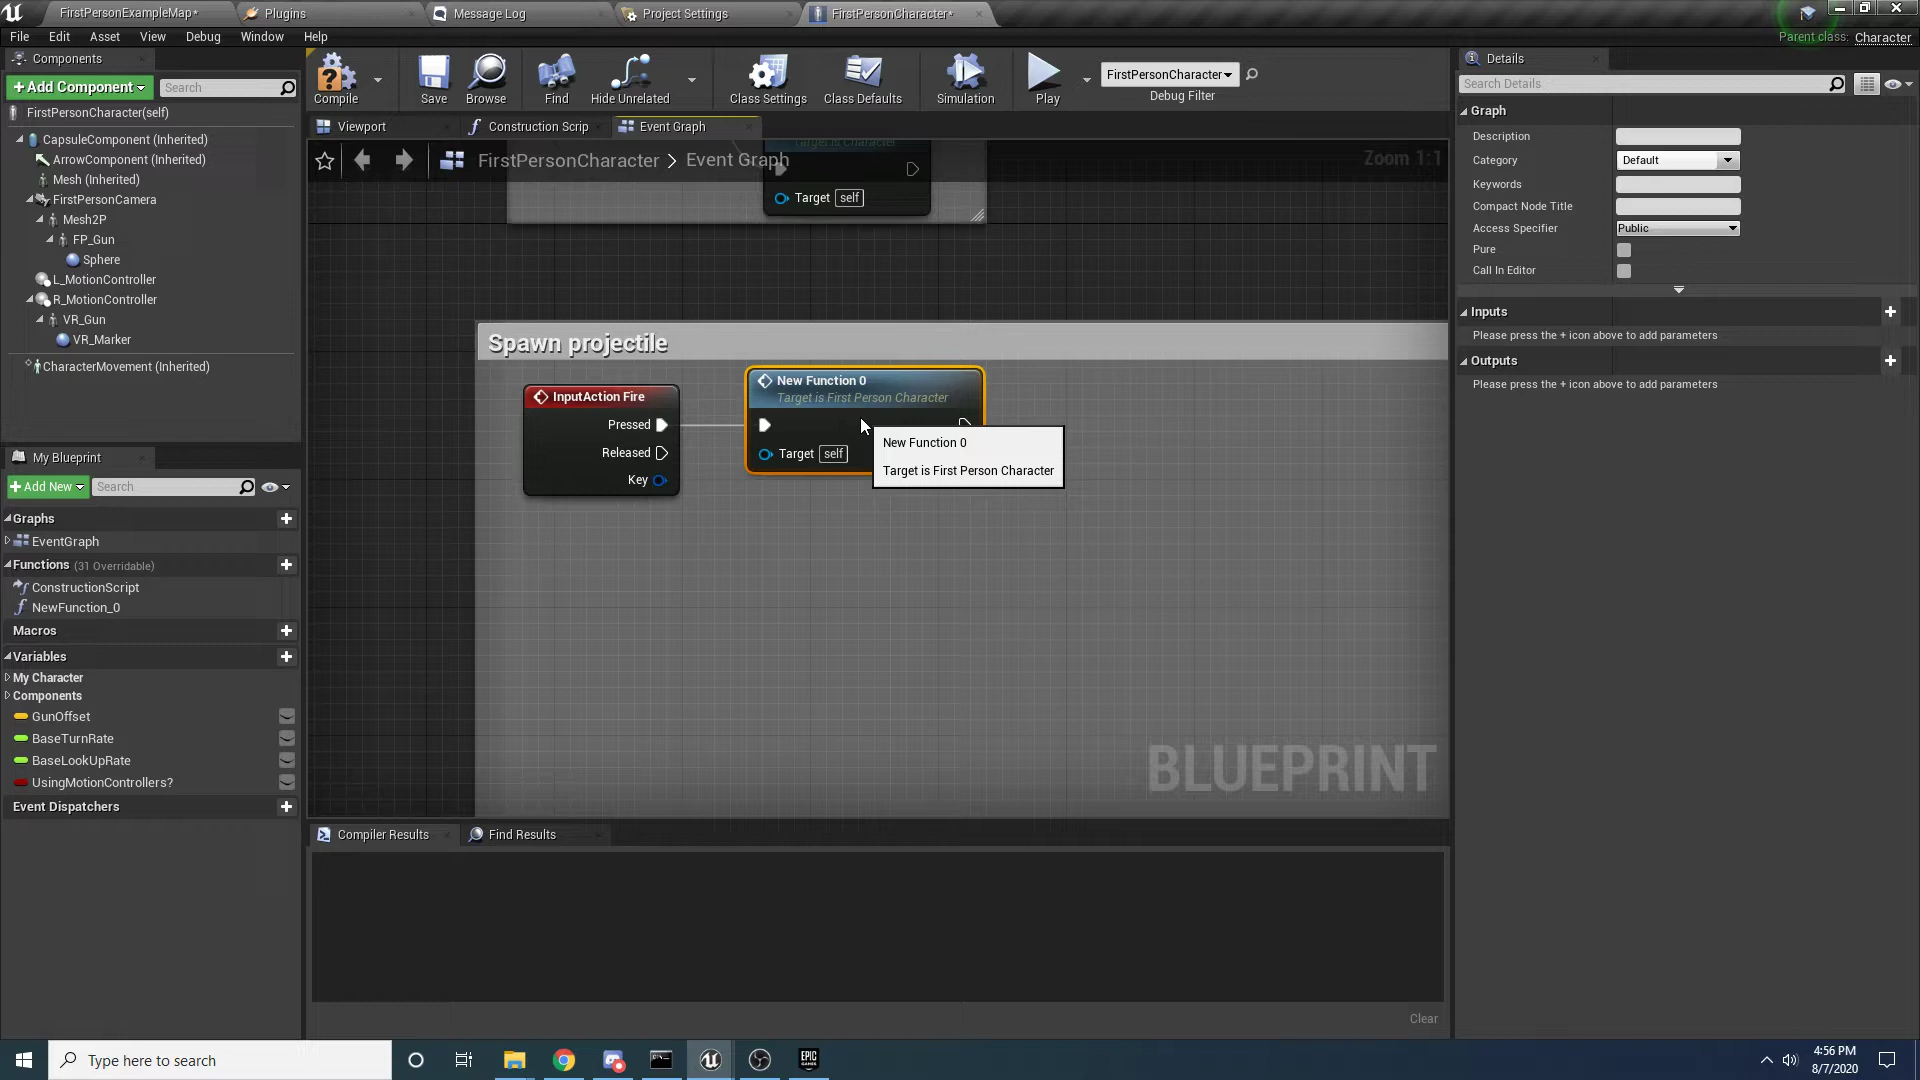 FirstPersonExampleMap*
Plugins
Message Log
Project Settings
FirstPersonCharacter*
File Edit Asset View Debug Window Help
Parent class: Character
Components
+Add Component
Search
FirstPersonCharacter(self)
CapsuleComponent (Inherited)
ArrowComponent (Inherited)
Mesh (Inherited)
FirstPersonCamera
Mesh2P
FP_Gun
Sphere
L_MotionController
R_MotionController
VR_Gun
VR_Marker
CharacterMovement (Inherited)
My Blueprint
+Add New
Search
Graphs
EventGraph
Functions (31 Overridable)
ConstructionScript
NewFunction_0
Macros
Variables
My Character
Components
GunOffset
BaseTurnRate
BaseLookUpRate
UsingMotionControllers?
Event Dispatchers
Compile
Save
Browse
Find
Hide Unrelated
Class Settings
Class Defaults
Simulation
Play
FirstPersonCharacter
Debug Filter
Viewport
Construction Scrip
Event Graph
FirstPersonCharacter > Event Graph
Zoom 1:1
Target is Character
Target self
Spawn projectile
InputAction Fire
Pressed
Released
Key
New Function 0
Target is First Person Character
Target self
New Function 0
Target is First Person Character
BLUEPRINT
Compiler Results
Find Results
Clear
Details
Search Details
Graph
Description
Category Default
Keywords
Compact Node Title
Access Specifier Public
Pure
Call In Editor
Inputs
Please press the + icon above to add parameters
Outputs
Please press the + icon above to add parameters
Type here to search
EPIC
GAMES
4:56 PM
8/7/2020